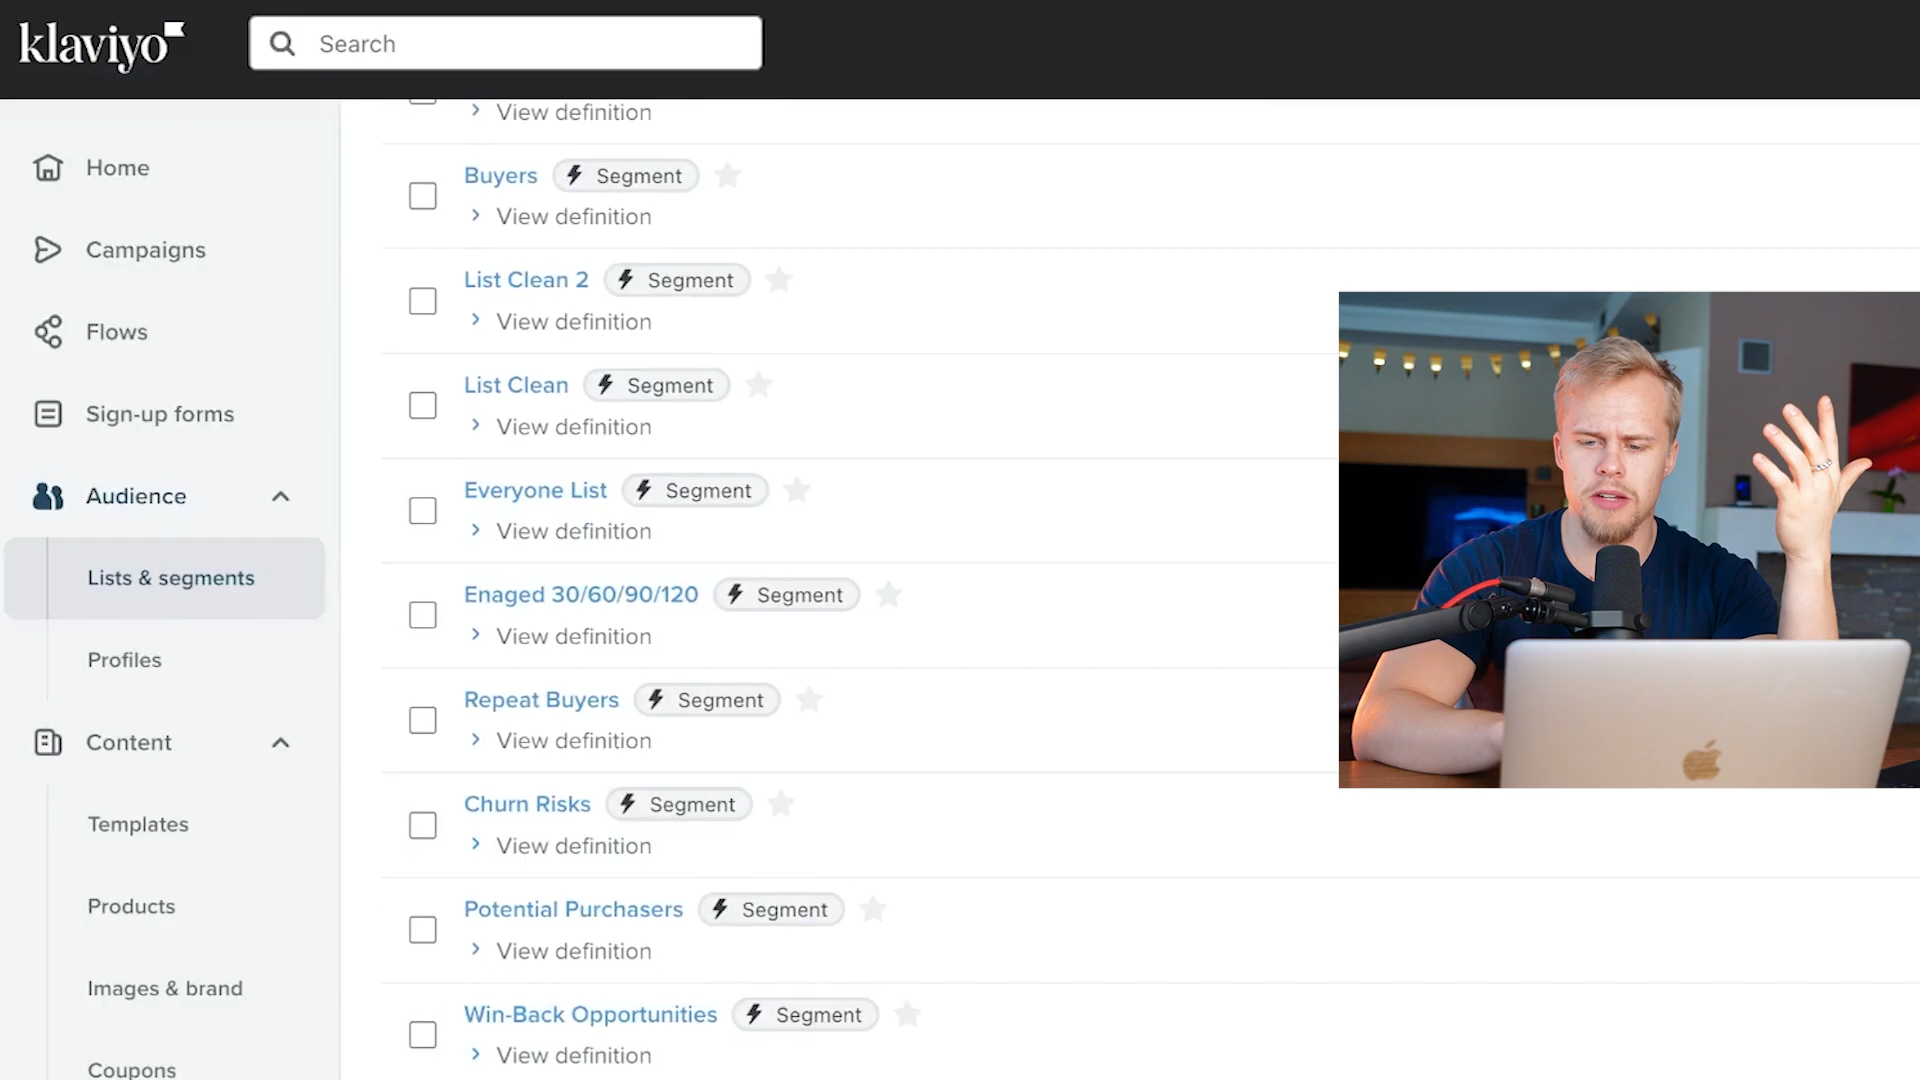 klaviyo
Search
Home
Campaigns
Flows
Sign-up forms
Audience
Lists & segments
Profiles
Content
Templates
Products
Images & brand
Coupons
View definition
Buyers Segment
View definition
List Clean 2 Segment
View definition
List Clean Segment
View definition
Everyone List Segment
View definition
Enaged 30/60/90/120 Segment
View definition
Repeat Buyers Segment
View definition
Churn Risks Segment
View definition
Potential Purchasers Segment
View definition
Win-Back Opportunities Segment
View definition